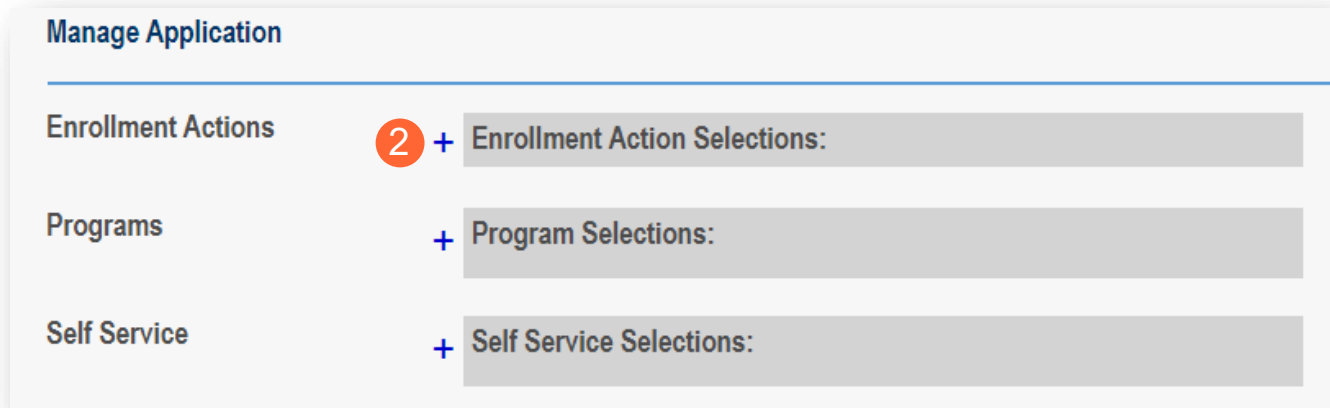 Manage Application
Enrollment Actions
2 + Enrollment Action Selections:
Programs
+ Program Selections:
Self Service
+ Self Service Selections: